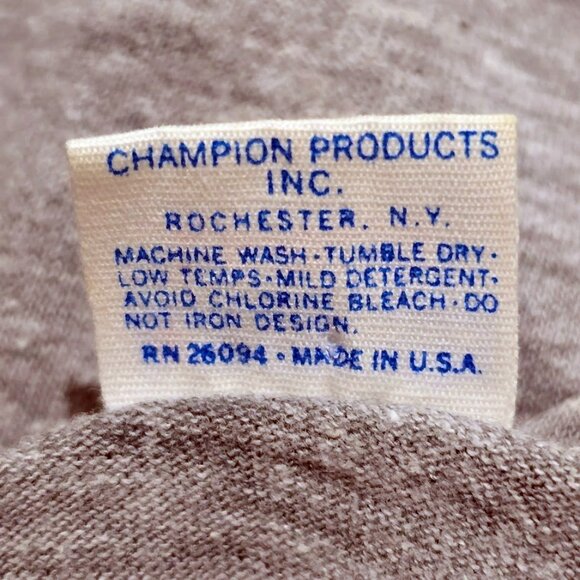 CHAMPION PRODUCTS
INC.
ROCHESTER, N.Y.
MACHINE WASH·TUMBLE DRY·
LOW TEMPS·MILD DETERGENT·
AVOID CHLORINE BLEACH·DO
NOT IRON DESIGN.
RN 26094 · MADE IN U.S.A.